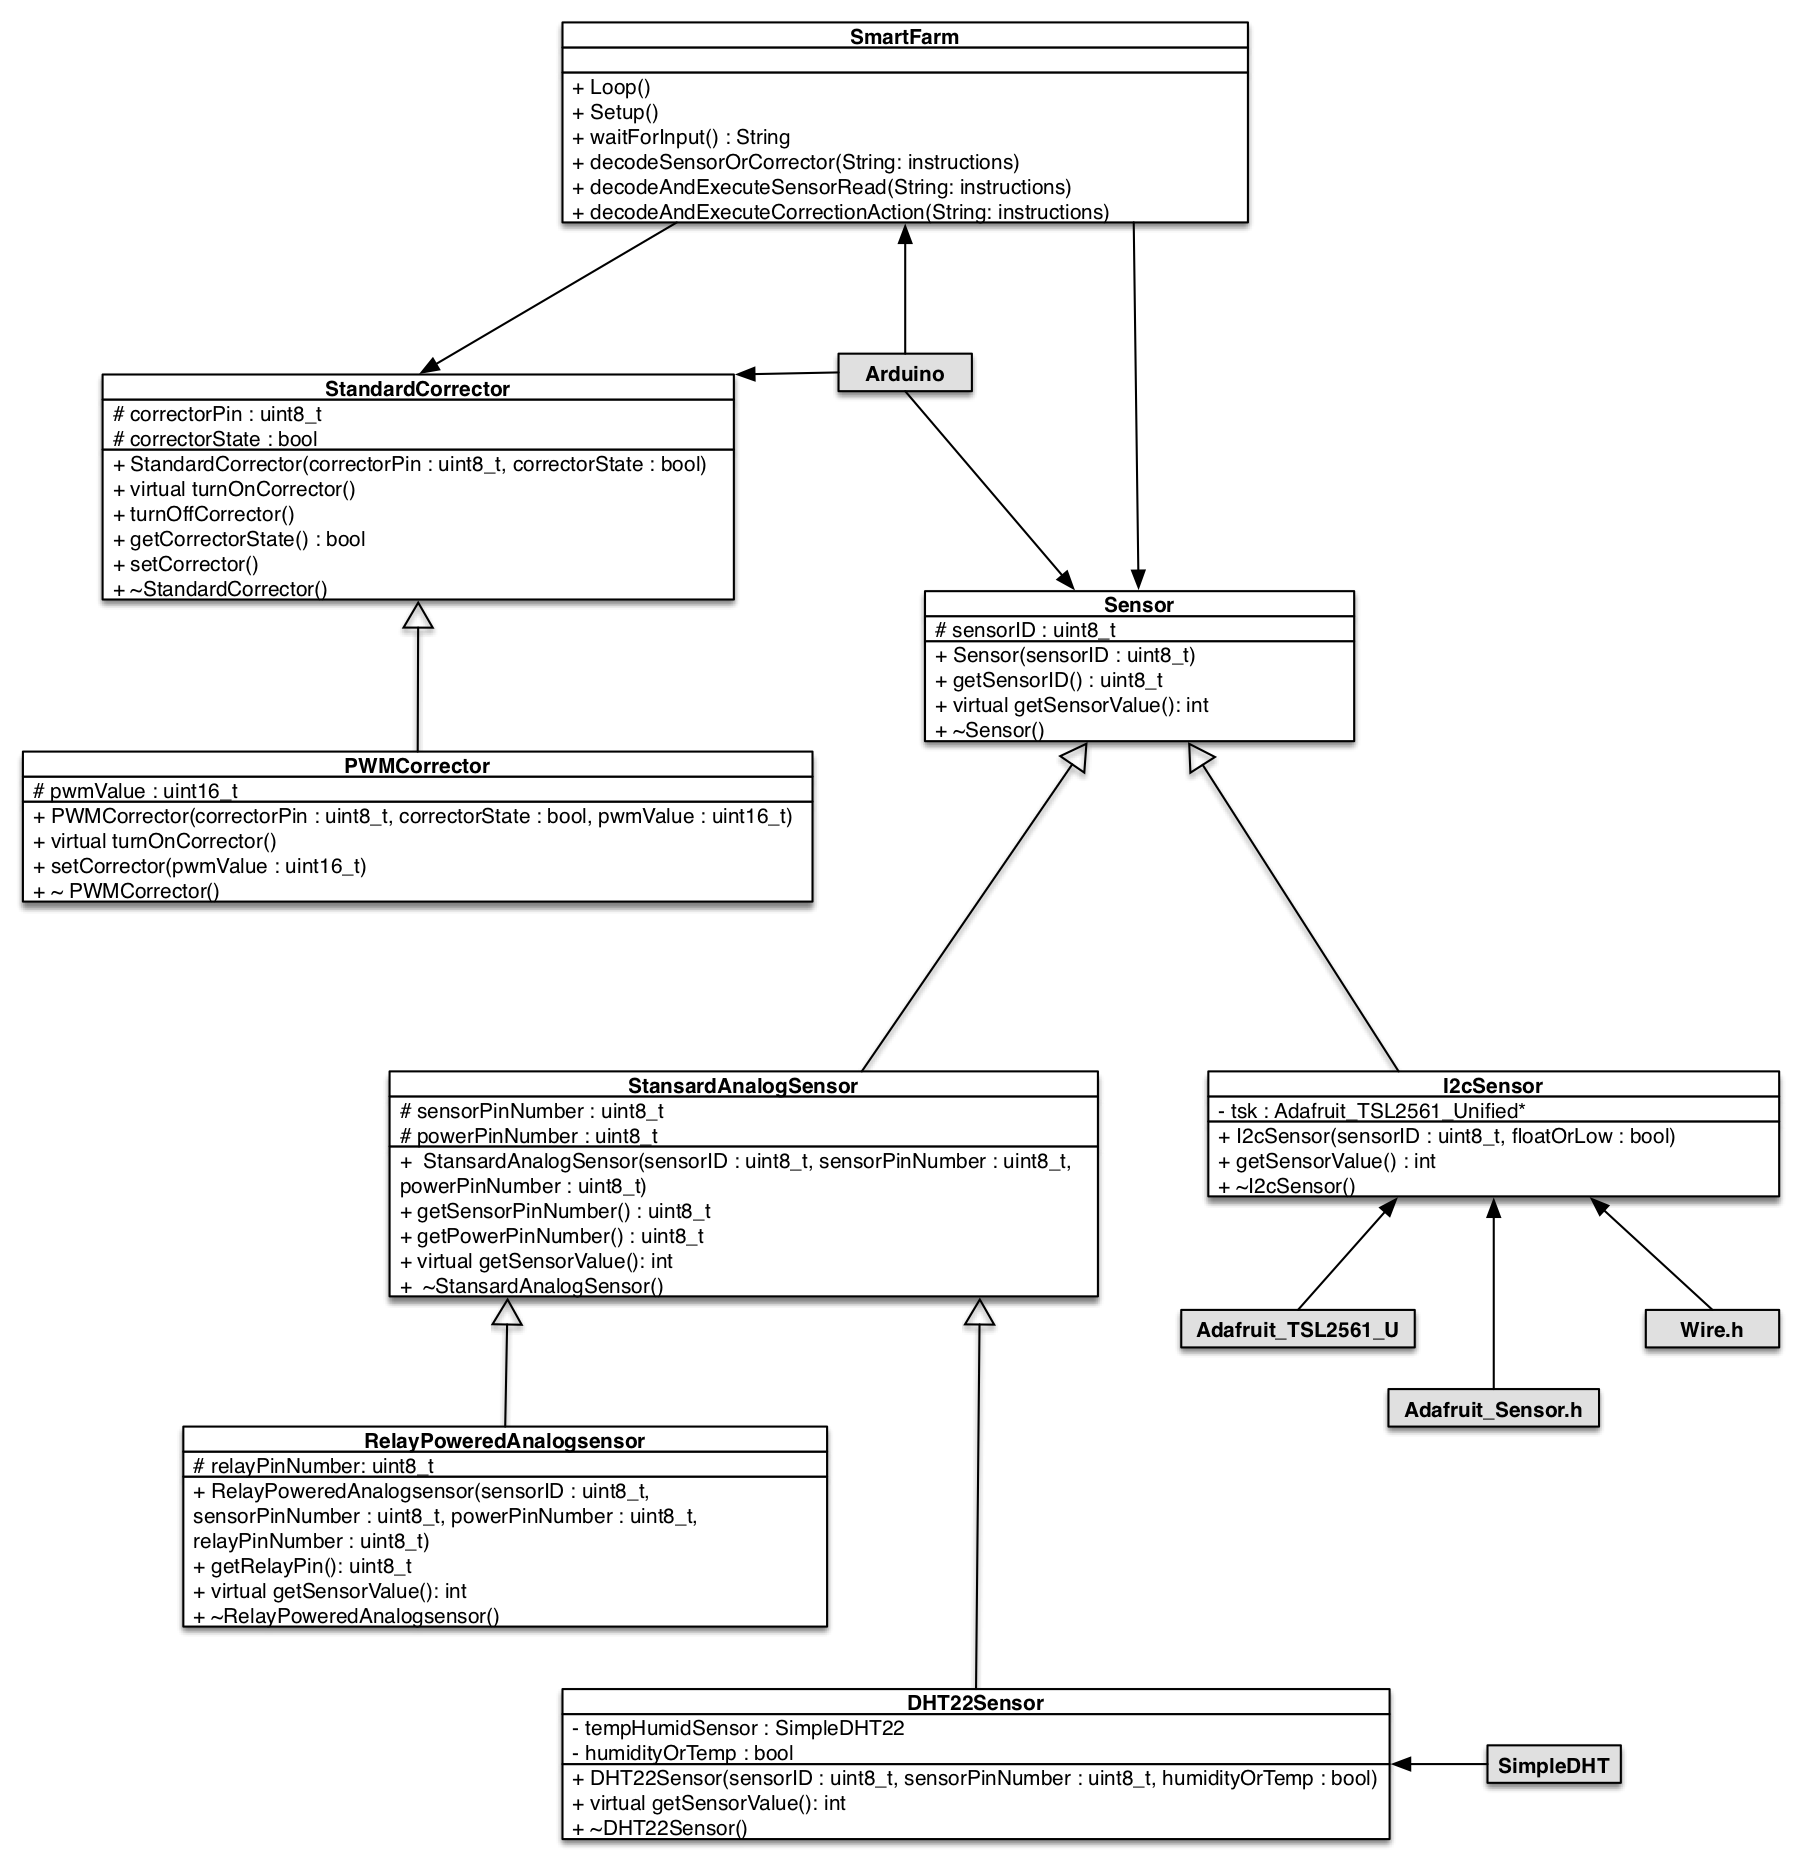 SmartFarm
+ Loop()
+ Setup()
+ waitForInput() : String
+ decodeSensorOrCorrector(String: instructions)
+ decodeAndExecuteSensorRead(String: instructions)
+ decodeAndExecuteCorrectionAction(String: instructions)
Arduino
StandardCorrector
# correctorPin : uint8_t
# correctorState : bool
+ StandardCorrector(correctorPin : uint8_t, correctorState : bool)
+ virtual turnOnCorrector()
+ turnOffCorrector()
+ getCorrectorState() : bool
+ setCorrector()
+ ~StandardCorrector()
Sensor
# sensorID : uint8_t
+ Sensor(sensorID : uint8_t)
+ getSensorID() : uint8_t
+ virtual getSensorValue(): int
+ ~Sensor()
PWMCorrector
# pwmValue : uint16_t
+ PWMCorrector(correctorPin : uint8_t, correctorState : bool, pwmValue : uint16_t)
+ virtual turnOnCorrector()
+ setCorrector(pwmValue : uint16_t)
+ ~ PWMCorrector()
StansardAnalogSensor
# sensorPinNumber : uint8_t
# powerPinNumber : uint8_t
+  StansardAnalogSensor(sensorID : uint8_t, sensorPinNumber : uint8_t,
powerPinNumber : uint8_t)
+ getSensorPinNumber() : uint8_t
+ getPowerPinNumber() : uint8_t
+ virtual getSensorValue(): int
+  ~StansardAnalogSensor()
I2cSensor
- tsk : Adafruit_TSL2561_Unified*
+ I2cSensor(sensorID : uint8_t, floatOrLow : bool)
+ getSensorValue() : int
+ ~I2cSensor()
Adafruit_TSL2561_U
Wire.h
Adafruit_Sensor.h
RelayPoweredAnalogsensor
# relayPinNumber: uint8_t
+ RelayPoweredAnalogsensor(sensorID : uint8_t,
sensorPinNumber : uint8_t, powerPinNumber : uint8_t,
relayPinNumber : uint8_t)
+ getRelayPin(): uint8_t
+ virtual getSensorValue(): int
+ ~RelayPoweredAnalogsensor()
DHT22Sensor
- tempHumidSensor : SimpleDHT22
- humidityOrTemp : bool
+ DHT22Sensor(sensorID : uint8_t, sensorPinNumber : uint8_t, humidityOrTemp : bool)
+ virtual getSensorValue(): int
+ ~DHT22Sensor()
SimpleDHT